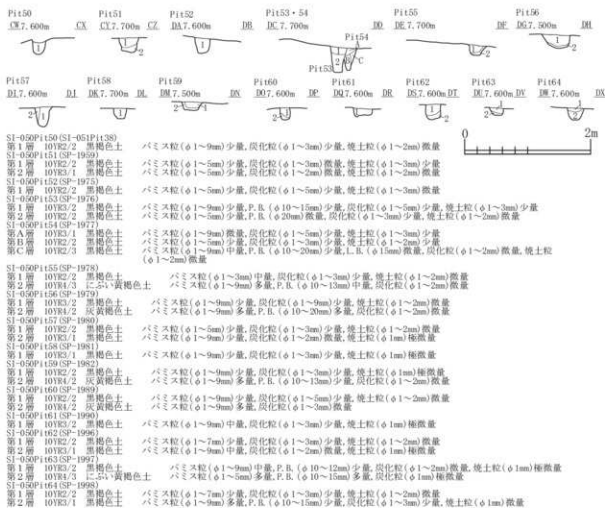 Pit50 Pit51 Pit52 Pit53・54 Pit55 Pit56
CW 7.600m CX CY 7.700m CZ DA 7.600m DB DC 7.700m DD DE 7.700m DF DG 7.500m DH
Pit54
Pit53
Pit57 Pit58 Pit59 Pit60 Pit61 Pit62 Pit63 Pit64
DI 7.600m DJ DK 7.700m DL DM 7.500m DN DO 7.600m DP DQ 7.600m DR DS 7.600m DT DU 7.600m DV DW 7.600m DX
0 2m
SI-050Pit50(SI-051Pit38)
第1層 10YR2/2 黒褐色土 パミス粒(φ1~9mm)少量,炭化粒(φ1~3mm)少量,焼土粒(φ1~2mm)微量
SI-050Pit51(SP-1959)
第1層 10YR2/2 黒褐色土 パミス粒(φ1~9mm)少量,炭化粒(φ1~3mm)微量,焼土粒(φ1~3mm)少量
第2層 10YR3/1 黒褐色土 パミス粒(φ1~5mm)少量,炭化粒(φ1~2mm)微量,焼土粒(φ1~3mm)微量
SI-050Pit52(SP-1975)
第1層 10YR2/2 黒褐色土 パミス粒(φ1~5mm)少量,炭化粒(φ1~5mm)少量,焼土粒(φ1~3mm)微量
SI-050Pit53(SP-1976)
第1層 10YR3/2 黒褐色土 パミス粒(φ1~9mm)少量,P.B.(φ10~15mm)少量,炭化粒(φ1~5mm)少量,焼土粒(φ1~3mm)少量
第2層 10YR2/2 黒褐色土 パミス粒(φ1~5mm)少量,P.B.(φ20mm)微量,炭化粒(φ1~3mm)少量,焼土粒(φ1~2mm)微量
SI-050Pit54(SP-1977)
第A層 10YR3/1 黒褐色土 パミス粒(φ1~9mm)微量,炭化粒(φ1~5mm)少量,焼土粒(φ1~3mm)少量
第B層 10YR2/2 黒褐色土 パミス粒(φ1~5mm)少量,炭化粒(φ1~3mm)微量,焼土粒(φ1~2mm)少量
第C層 10YR2/3 黒褐色土 パミス粒(φ1~9mm)中量,P.B.(φ10~20mm)少量,L.B.(φ15mm)微量,炭化粒(φ1~2mm)微量,焼土粒
(φ1~2mm)微量
SI-050Pit55(SP-1978)
第1層 10YR2/2 黒褐色土 パミス粒(φ1~3mm)中量,炭化粒(φ1~3mm)少量,焼土粒(φ1~2mm)微量
第2層 10YR4/3 にぶい黄褐色土 パミス粒(φ1~9mm)多量,P.B.(φ10~13mm)中量,炭化粒(φ1~2mm)微量
SI-050Pit56(SP-1979)
第1層 10YR3/2 黒褐色土 パミス粒(φ1~9mm)少量,炭化粒(φ1~9mm)少量,焼土粒(φ1~2mm)微量
第2層 10YR4/2 灰黄褐色土 パミス粒(φ1~9mm)多量,P.B.(φ10~20mm)多量,炭化粒(φ1~2mm)微量
SI-050Pit57(SP-1980)
第1層 10YR2/2 黒褐色土 パミス粒(φ1~5mm)少量,炭化粒(φ1~3mm)少量,焼土粒(φ1~2mm)微量
第2層 10YR3/1 黒褐色土 パミス粒(φ1~9mm)少量,炭化粒(φ1~2mm)微量,焼土粒(φ1mm)極微量
SI-050Pit58(SP-1981)
第1層 10YR3/1 黒褐色土 パミス粒(φ1~9mm)少量,炭化粒(φ1~3mm)少量,焼土粒(φ1mm)極微量
SI-050Pit59(SP-1982)
第1層 10YR2/2 黒褐色土 パミス粒(φ1~9mm)少量,炭化粒(φ1~3mm)少量,焼土粒(φ1mm)極微量
第2層 10YR4/2 灰黄褐色土 パミス粒(φ1~9mm)多量,P.B.(φ10~13mm)少量,炭化粒(φ1~2mm)微量
SI-050Pit60(SP-1989)
第1層 10YR2/2 黒褐色土 パミス粒(φ1~9mm)少量,炭化粒(φ1~5mm)少量,焼土粒(φ1~2mm)微量
第2層 10YR4/2 灰黄褐色土 パミス粒(φ1~9mm)多量,炭化粒(φ1~3mm)微量
SI-050Pit61(SP-1990)
第1層 10YR3/2 黒褐色土 パミス粒(φ1~9mm)中量,炭化粒(φ1~3mm)少量,焼土粒(φ1mm)極微量
SI-050Pit62(SP-1996)
第1層 10YR2/2 黒褐色土 パミス粒(φ1~7mm)少量,炭化粒(φ1~3mm)少量,焼土粒(φ1~2mm)微量
第2層 10YR3/1 黒褐色土 パミス粒(φ1~9mm)中量,炭化粒(φ1~2mm)微量,焼土粒(φ1mm)極微量
SI-050Pit63(SP-1997)
第1層 10YR3/2 黒褐色土 パミス粒(φ1~9mm)中量,P.B.(φ10~12mm)少量,炭化粒(φ1~2mm)微量,焼土粒(φ1mm)極微量
第2層 10YR4/3 にぶい黄褐色土 パミス粒(φ1~5mm)多量,P.B.(φ10~15mm)多量,炭化粒(φ1mm)極微量
SI-050Pit64(SP-1998)
第1層 10YR2/2 黒褐色土 パミス粒(φ1~7mm)少量,炭化粒(φ1~3mm)少量,焼土粒(φ1~2mm)微量
第2層 10YR3/1 黒褐色土 パミス粒(φ1~9mm)多量,P.B.(φ10~15mm)少量,炭化粒(φ1~3mm)少量,焼土粒(φ1mm)微量